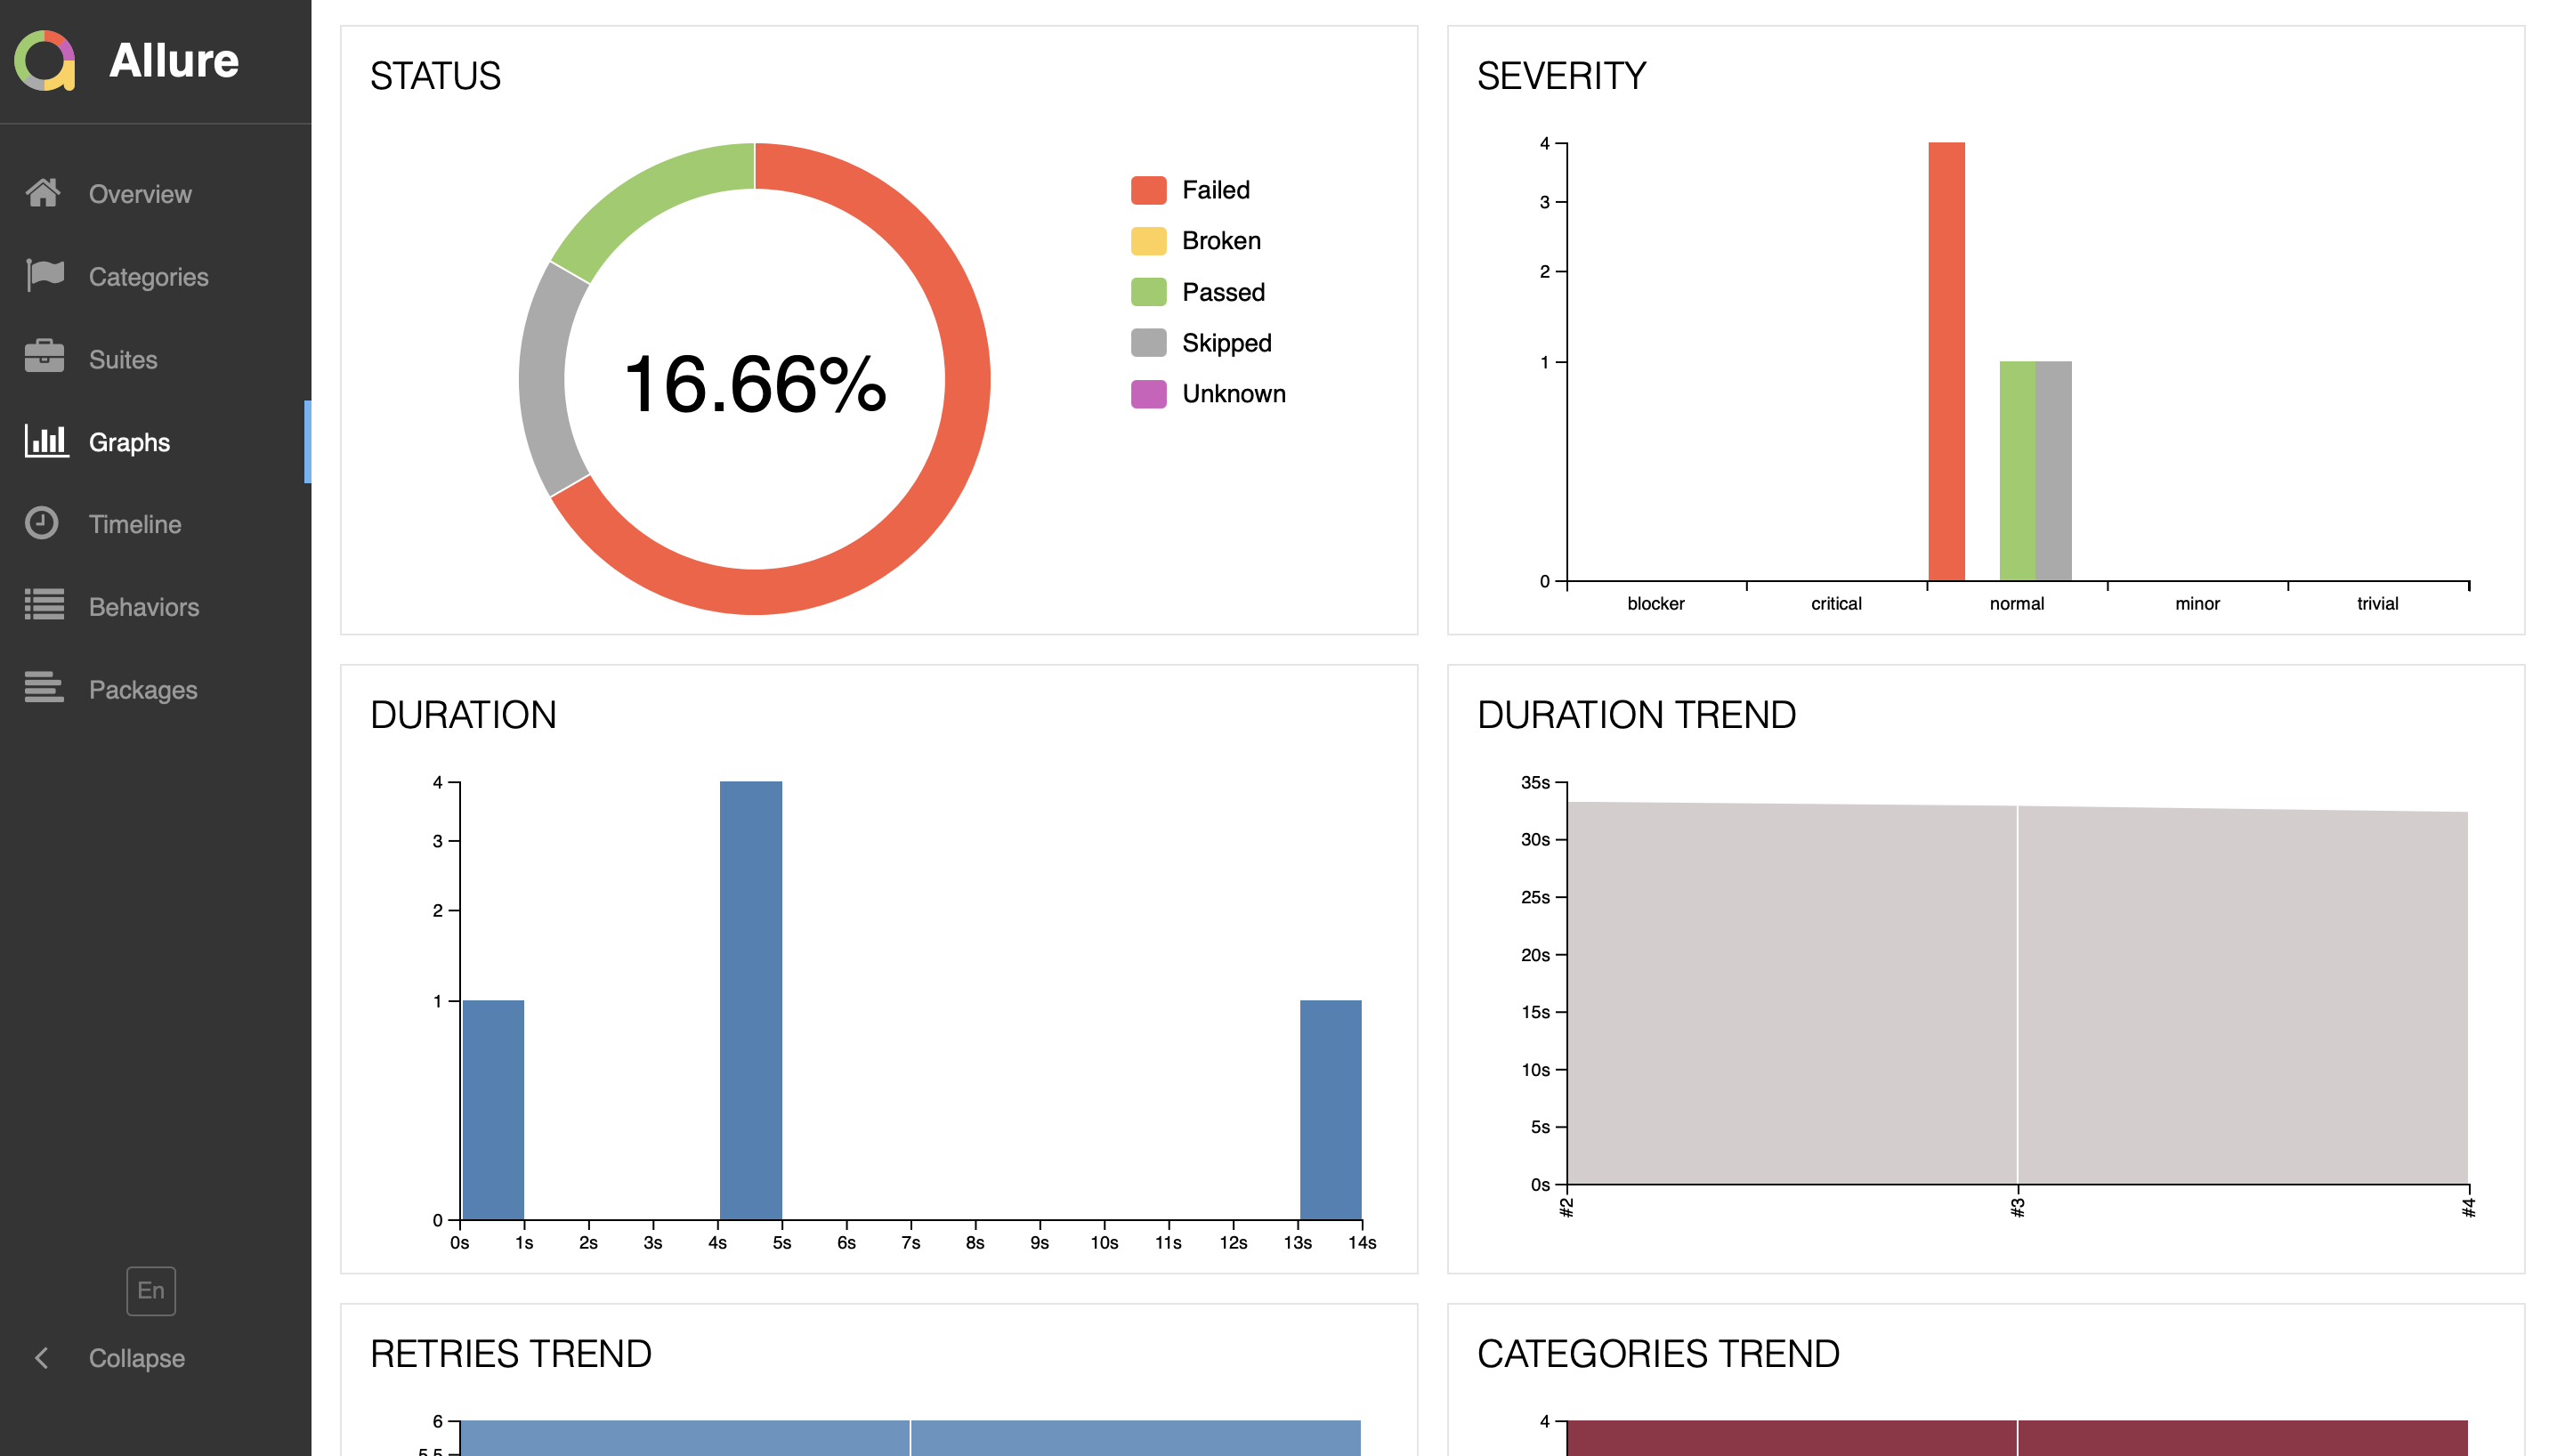 Allure
Overview
Categories
Suites
Graphs
Timeline
Behaviors
Packages
En
Collapse
STATUS
16.66%
Failed
Broken
Passed
Skipped
Unknown
SEVERITY
4
3
2
1
0
blocker critical normal minor trivial
DURATION
4
3
2
1
0
0s 1s 2s 3s 4s 5s 6s 7s 8s 9s 10s 11s 12s 13s 14s
DURATION TREND
35s
30s
25s
20s
15s
10s
5s
0s
#2 #3 #4
RETRIES TREND
6
5.5
CATEGORIES TREND
4